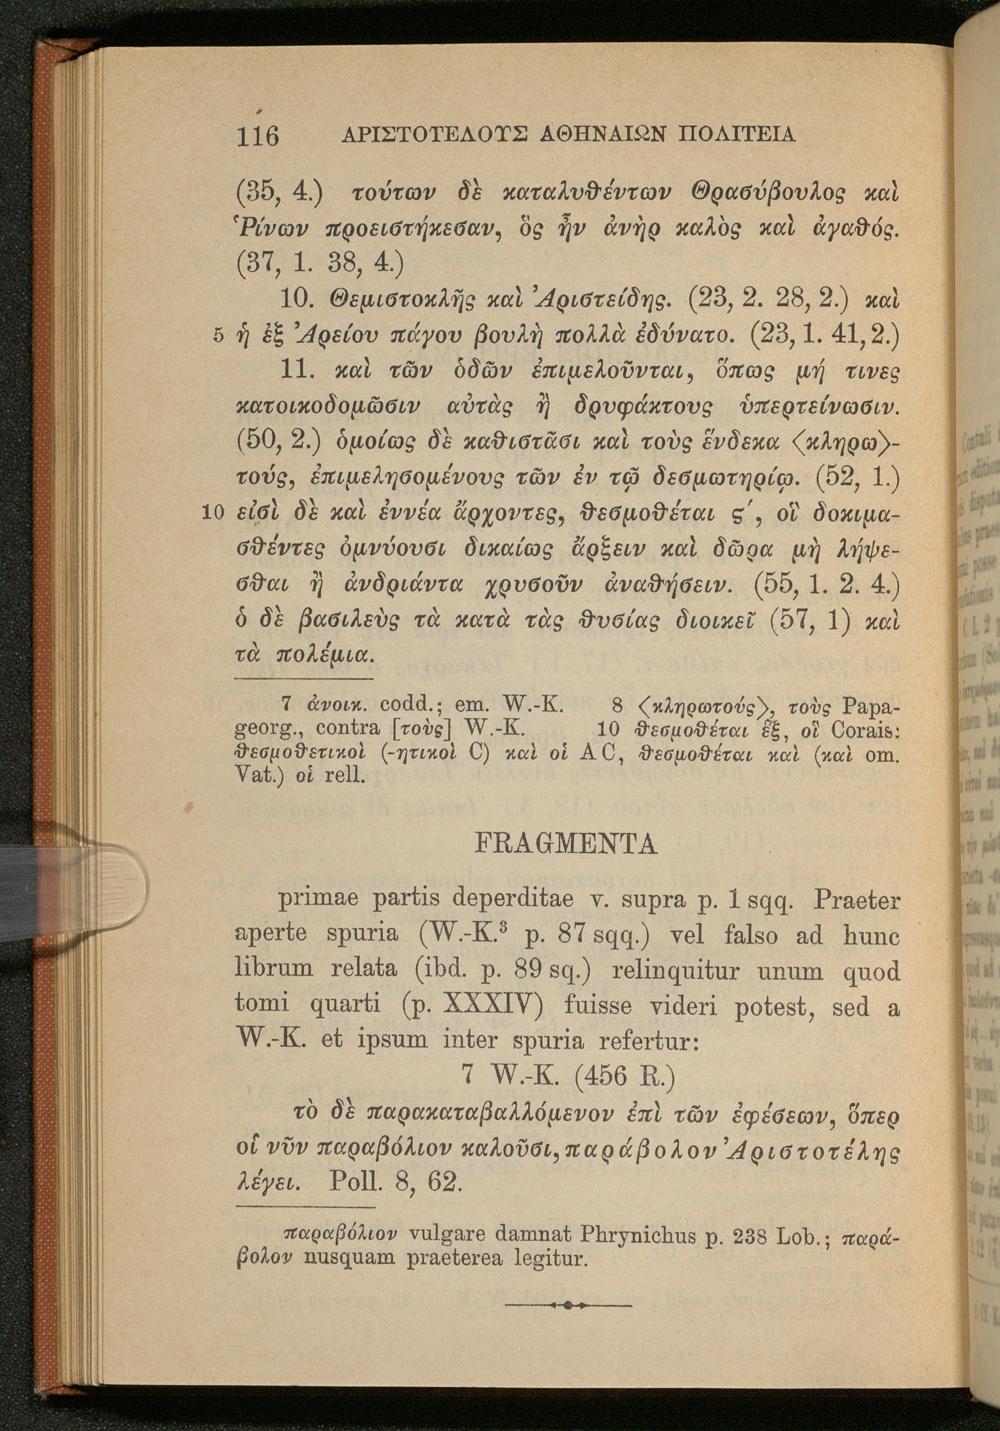 116 ΑΡΙΣΤΟΤΕΛΟΥΣ ΑΘΗΝΑΙΩΝ ΠΟΛΙΤΕΙΑ
(35, 4.) τούτων δὲ καταλυθέντων Θρασύβουλος καὶ
Ῥίνων προειστήκεσαν, ὃς ἦν ἀνὴρ καλὸς καὶ ἀγαθός.
(37, 1. 38, 4.)
10. Θεμιστοκλῆς καὶ Ἀριστείδης. (23, 2. 28, 2.) καὶ
5 ἡ ἐξ Ἀρείου πάγου βουλὴ πολλὰ ἐδύνατο. (23, 1. 41, 2.)
11. καὶ τῶν ὁδῶν ἐπιμελοῦνται, ὅπως μή τινες
κατοικοδομῶσιν αὐτὰς ἢ δρυφάκτους ὑπερτείνωσιν.
(50, 2.) ὁμοίως δὲ καθιστᾶσι καὶ τοὺς ἕνδεκα 〈κληρω〉-
τούς, ἐπιμελησομένους τῶν ἐν τῷ δεσμωτηρίῳ. (52, 1.)
10 εἰσὶ δὲ καὶ ἐννέα ἄρχοντες, θεσμοθέται ϛ´, οἳ δοκιμα-
σθέντες ὀμνύουσι δικαίως ἄρξειν καὶ δῶρα μὴ λήψε-
σθαι ἢ ἀνδριάντα χρυσοῦν ἀναθήσειν. (55, 1. 2. 4.)
ὁ δὲ βασιλεὺς τὰ κατὰ τὰς θυσίας διοικεῖ (57, 1) καὶ
τὰ πολέμια.
7 ἀνοικ. codd.; em. W.-K. 8 〈κληρωτούς〉, τοὺς Papa-
georg., contra [τοὺς] W.-K. 10 θεσμοθέται ἕξ, οἳ Corais:
θεσμοθετικοὶ (-ητικοὶ C) καὶ οἱ AC, θεσμοθέται καὶ (καὶ om.
Vat.) οἱ rell.
FRAGMENTA
primae partis deperditae v. supra p. 1 sqq. Praeter
aperte spuria (W.-K.³ p. 87 sqq.) vel falso ad hunc
librum relata (ibd. p. 89 sq.) relinquitur unum quod
tomi quarti (p. XXXIV) fuisse videri potest, sed a
W.-K. et ipsum inter spuria refertur:
7 W.-K. (456 R.)
τὸ δὲ παρακαταβαλλόμενον ἐπὶ τῶν ἐφέσεων, ὅπερ
οἱ νῦν παραβόλιον καλοῦσι, παράβολον Ἀριστοτέλης
λέγει. Poll. 8, 62.
παραβόλιον vulgare damnat Phrynichus p. 238 Lob.; παρά-
βολον nusquam praeterea legitur.